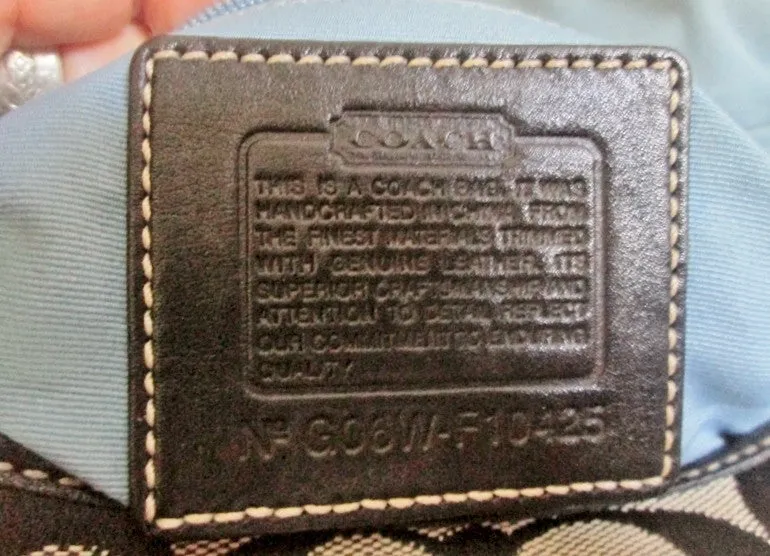 COACH
THIS IS A COACH BAG. IT WAS
HANDCRAFTED IN CHINA FROM
THE FINEST MATERIALS TRIMMED
WITH GENUINE LEATHER. ITS
SUPERIOR CRAFTSMANSHIP AND
ATTENTION TO DETAIL REFLECT
OUR COMMITMENT TO ENDURING
QUALITY.
Nº G06W-F10425